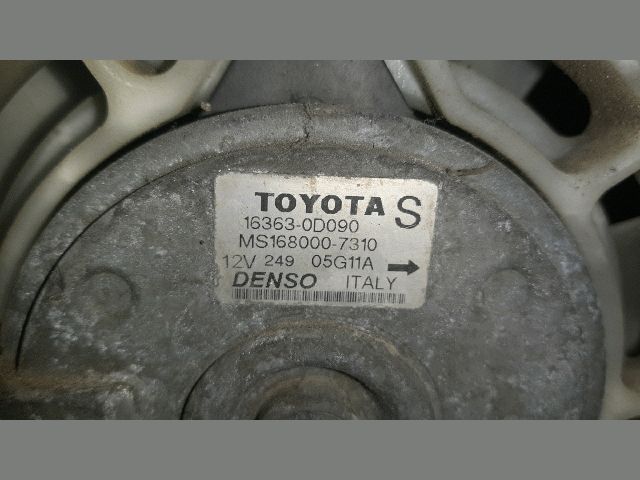 TOYOTA S
16363-0D090
MS168000-7310
12V 249 05G11A →
DENSO ITALY